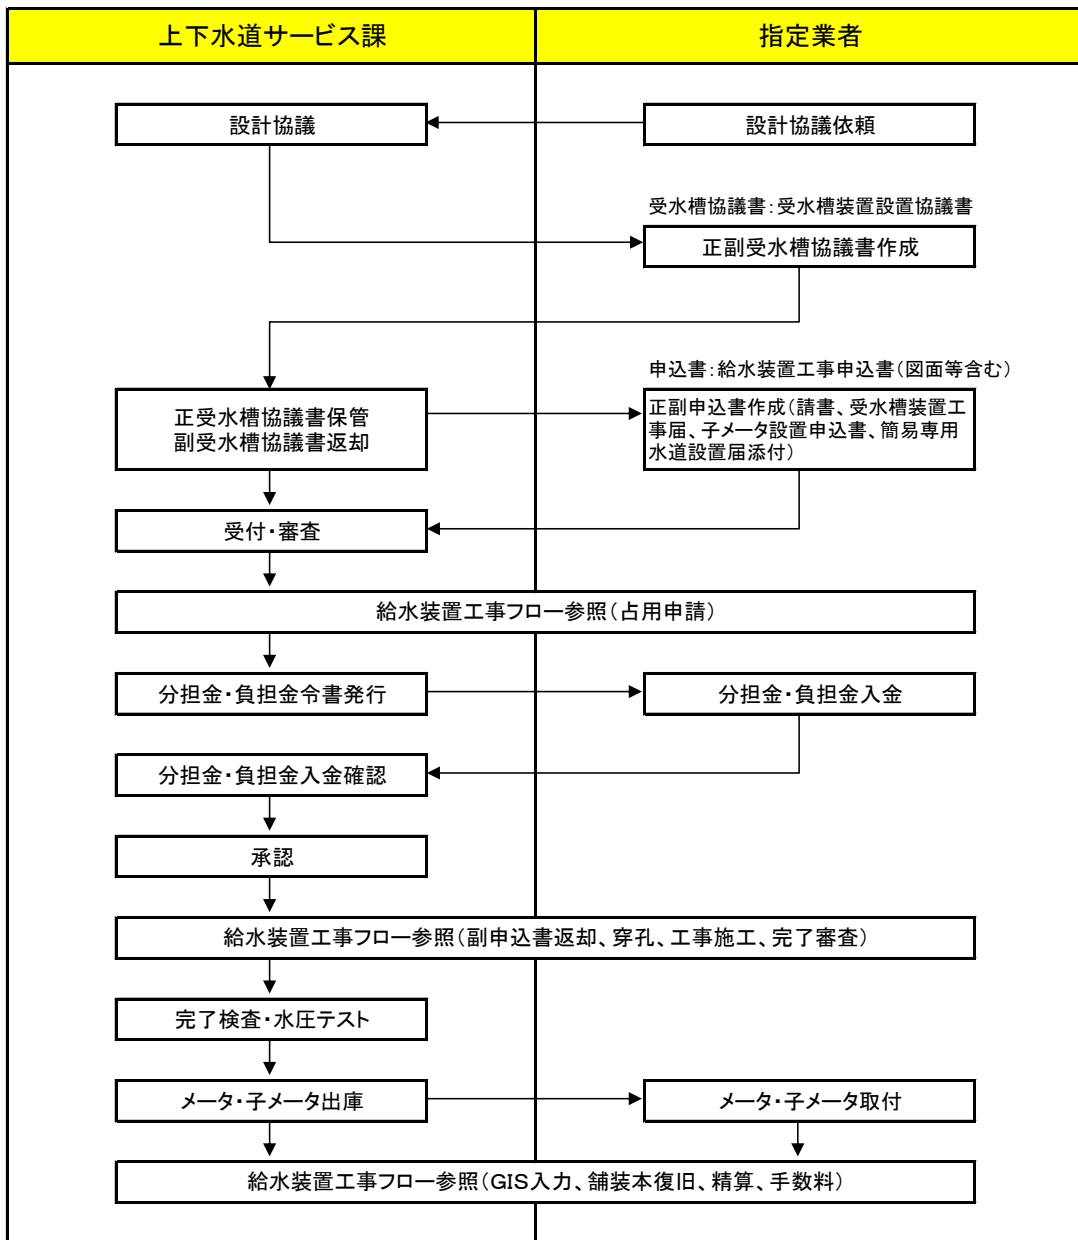 上下水道サービス課
指定業者
設計協議
設計協議依頼
受水槽協議書：受水槽装置設置協議書
正副受水槽協議書作成
申込書：給水装置工事申込書（図面等含む）
正受水槽協議書保管
副受水槽協議書返却
正副申込書作成（請書、受水槽装置工
事届、子メータ設置申込書、簡易専用
水道設置届添付）
受付・審査
給水装置工事フロー参照（占用申請）
分担金・負担金令書発行
分担金・負担金入金
分担金・負担金入金確認
承認
給水装置工事フロー参照（副申込書返却、穿孔、工事施工、完了審査）
完了検査・水圧テスト
メータ・子メータ出庫
メータ・子メータ取付
給水装置工事フロー参照（GIS入力、舗装本復旧、精算、手数料）